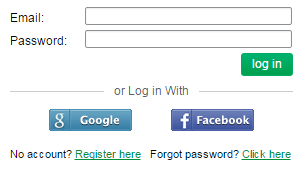 Email:
Password:
log in
or Log in With
g Google f Facebook
No account? Register here Forgot password? Click here